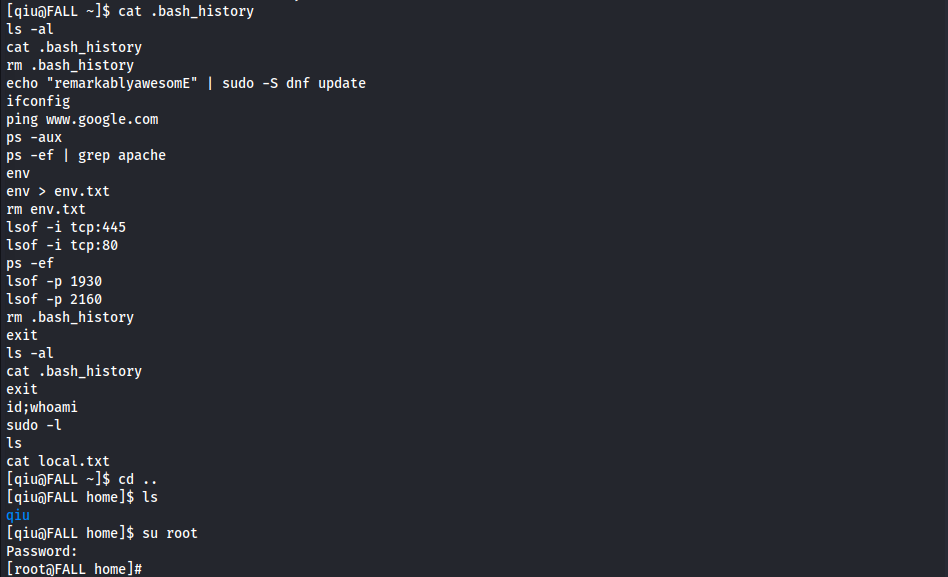 [qiu@FALL ~]$ cat .bash_history
ls -al
cat .bash_history
rm .bash_history
echo "remarkablyawesomE" | sudo -S dnf update
ifconfig
ping www.google.com
ps -aux
ps -ef | grep apache
env
env > env.txt
rm env.txt
lsof -i tcp:445
lsof -i tcp:80
ps -ef
lsof -p 1930
lsof -p 2160
rm .bash_history
exit
ls -al
cat .bash_history
exit
id;whoami
sudo -l
ls
cat local.txt
[qiu@FALL ~]$ cd ..
[qiu@FALL home]$ ls
qiu
[qiu@FALL home]$ su root
Password:
[root@FALL home]#